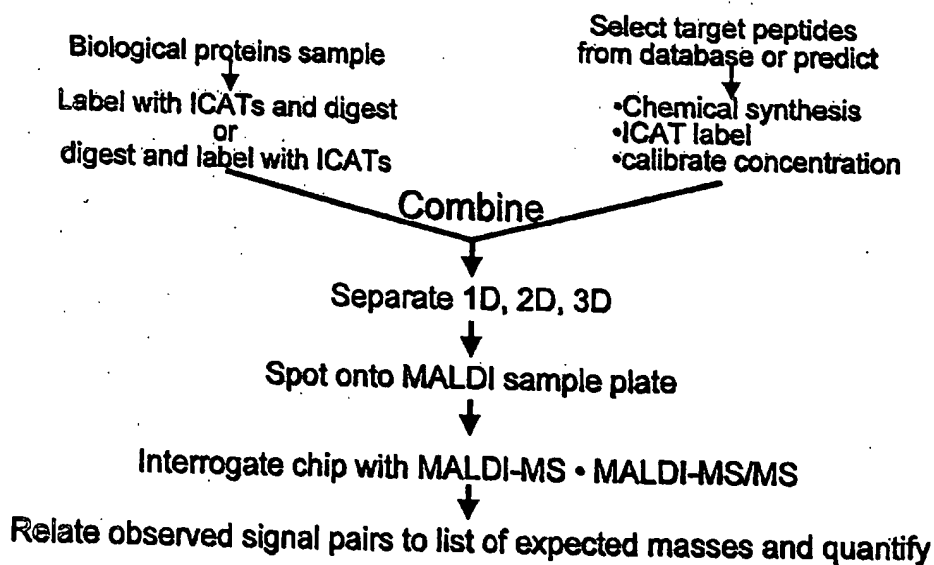 Biological proteins sample
Label with ICATs and digest
or
digest and label with ICATs
Select target peptides
from database or predict
•Chemical synthesis
•ICAT label
•calibrate concentration
Combine
Separate 1D, 2D, 3D
Spot onto MALDI sample plate
Interrogate chip with MALDI-MS • MALDI-MS/MS
Relate observed signal pairs to list of expected masses and quantify